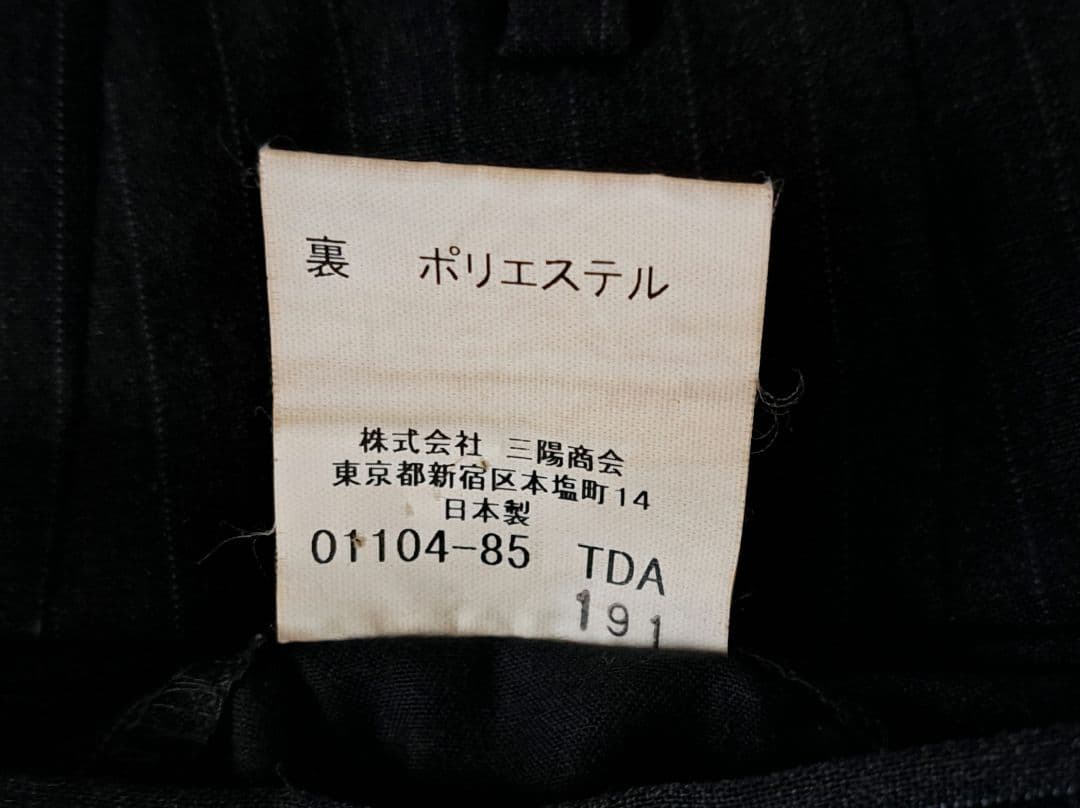 裏　ポリエステル
株式会社 三陽商会
東京都新宿区本塩町14
日本製
01104-85 TDA
191